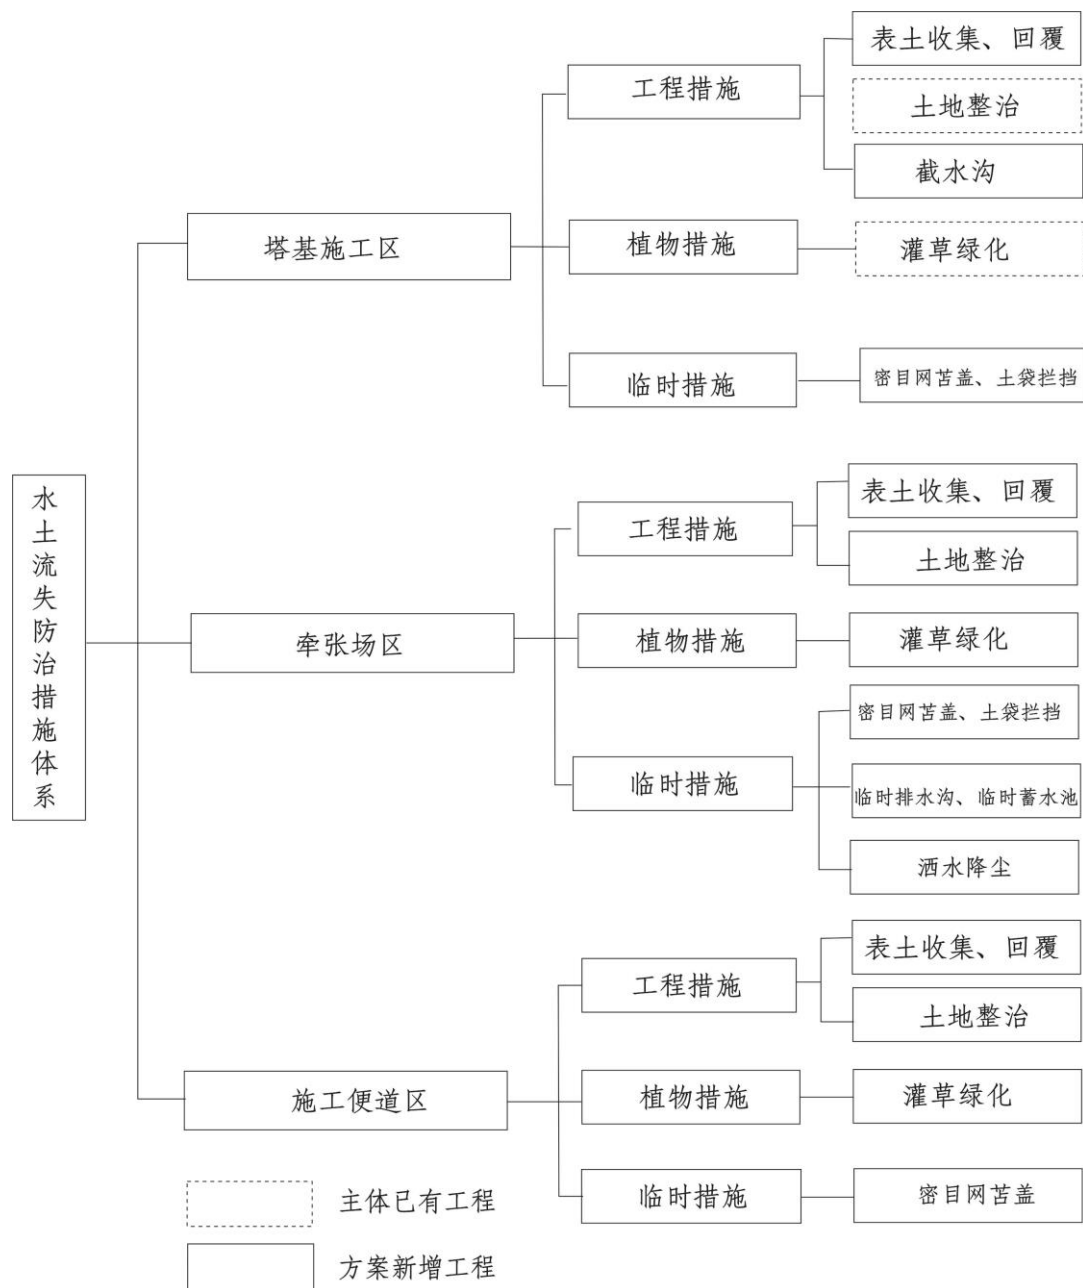 水土流失防治措施体系
塔基施工区
工程措施
表土收集、回覆
土地整治
截水沟
植物措施
灌草绿化
临时措施
密目网苫盖、土袋拦挡
牵张场区
工程措施
表土收集、回覆
土地整治
植物措施
灌草绿化
临时措施
密目网苫盖、土袋拦挡
临时排水沟、临时蓄水池
洒水降尘
施工便道区
工程措施
表土收集、回覆
土地整治
植物措施
灌草绿化
临时措施
密目网苫盖
主体已有工程
方案新增工程